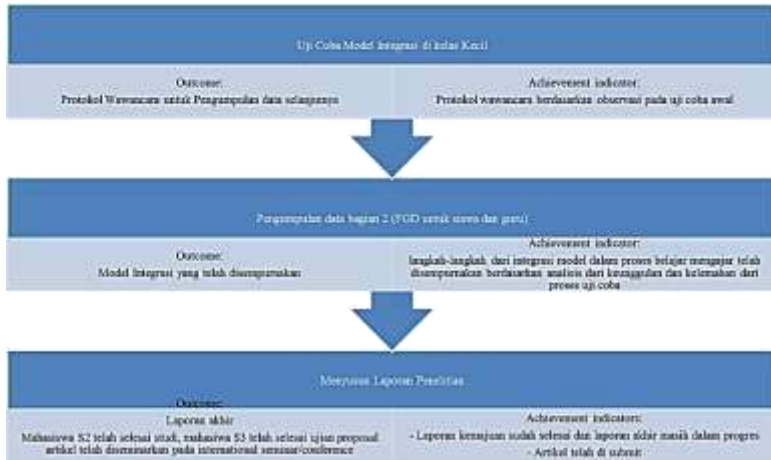 Uji Coba Model Integrasi di kelas Kecil
Outcome:
Protokol Wawancara untuk Pengumpulan data selanjutnya
Achievement indicator:
Protokol wawancara berdasarkan observasi pada uji coba awal
Pengumpulan data bagian 2 (FGD untuk siswa dan guru)
Outcome:
Model Integrasi yang telah disempurnakan
Achievement indicator:
langkah-langkah dari integrasi model dalam proses belajar mengajar telah
disempurnakan berdasarkan analisis dari keunggulan dan kelemahan dari
proses uji coba
Menyusun Laporan Penelitian
Outcome:
Laporan akhir
Mahasiswa S2 telah selesai studi, mahasiswa S3 telah selesai ujian proposal
artikel telah diseminarkan pada international seminar/conference
Achievement indicators:
- Laporan kemajuan sudah selesai dan laporan akhir masih dalam progres
- Artikel telah di submit